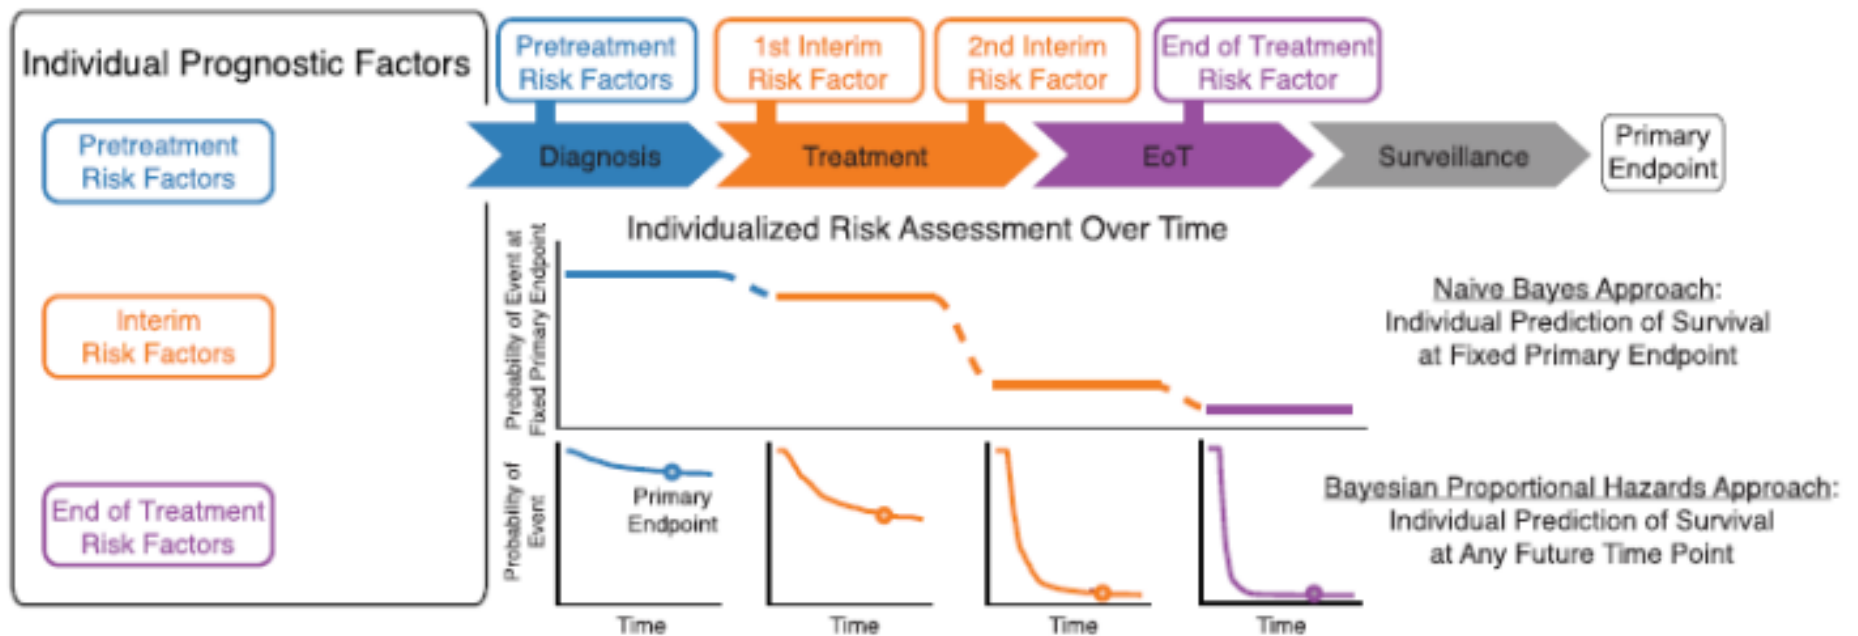 Individual Prognostic Factors
Pretreatment
Risk Factors
Interim
Risk Factors
End of Treatment
Risk Factors
Pretreatment
Risk Factors
1st Interim
Risk Factor
2nd Interim
Risk Factor
End of Treatment
Risk Factor
Diagnosis
Treatment
EoT
Surveillance
Primary
Endpoint
Individualized Risk Assessment Over Time
Probability of Event at
Fixed Primary Endpoint
Naive Bayes Approach:
Individual Prediction of Survival
at Fixed Primary Endpoint
Probability of
Event
Primary
Endpoint
Time
Time
Time
Time
Bayesian Proportional Hazards Approach:
Individual Prediction of Survival
at Any Future Time Point